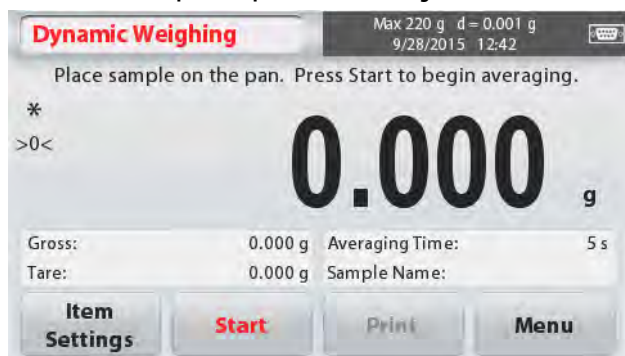 Dynamic Weighing
Max 220 g d = 0.001 g
9/28/2015 12:42
Place sample on the pan. Press Start to begin averaging.
*
>0<
0.000 g
Gross: 0.000 g Averaging Time: 5 s
Tare: 0.000 g Sample Name:
Item Settings
Start
Print
Menu